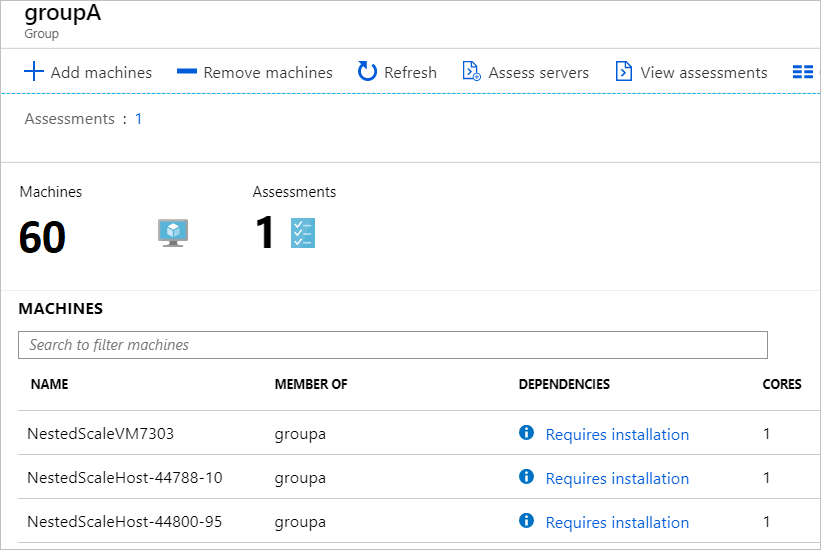 groupA
Group
Add machines Remove machines Refresh Assess servers View assessments
Assessments : 1
Machines Assessments
60 1
MACHINES
Search to filter machines
NAME MEMBER OF DEPENDENCIES CORES
NestedScaleVM7303 groupa Requires installation 1
NestedScaleHost-44788-10 groupa Requires installation 1
NestedScaleHost-44800-95 groupa Requires installation 1